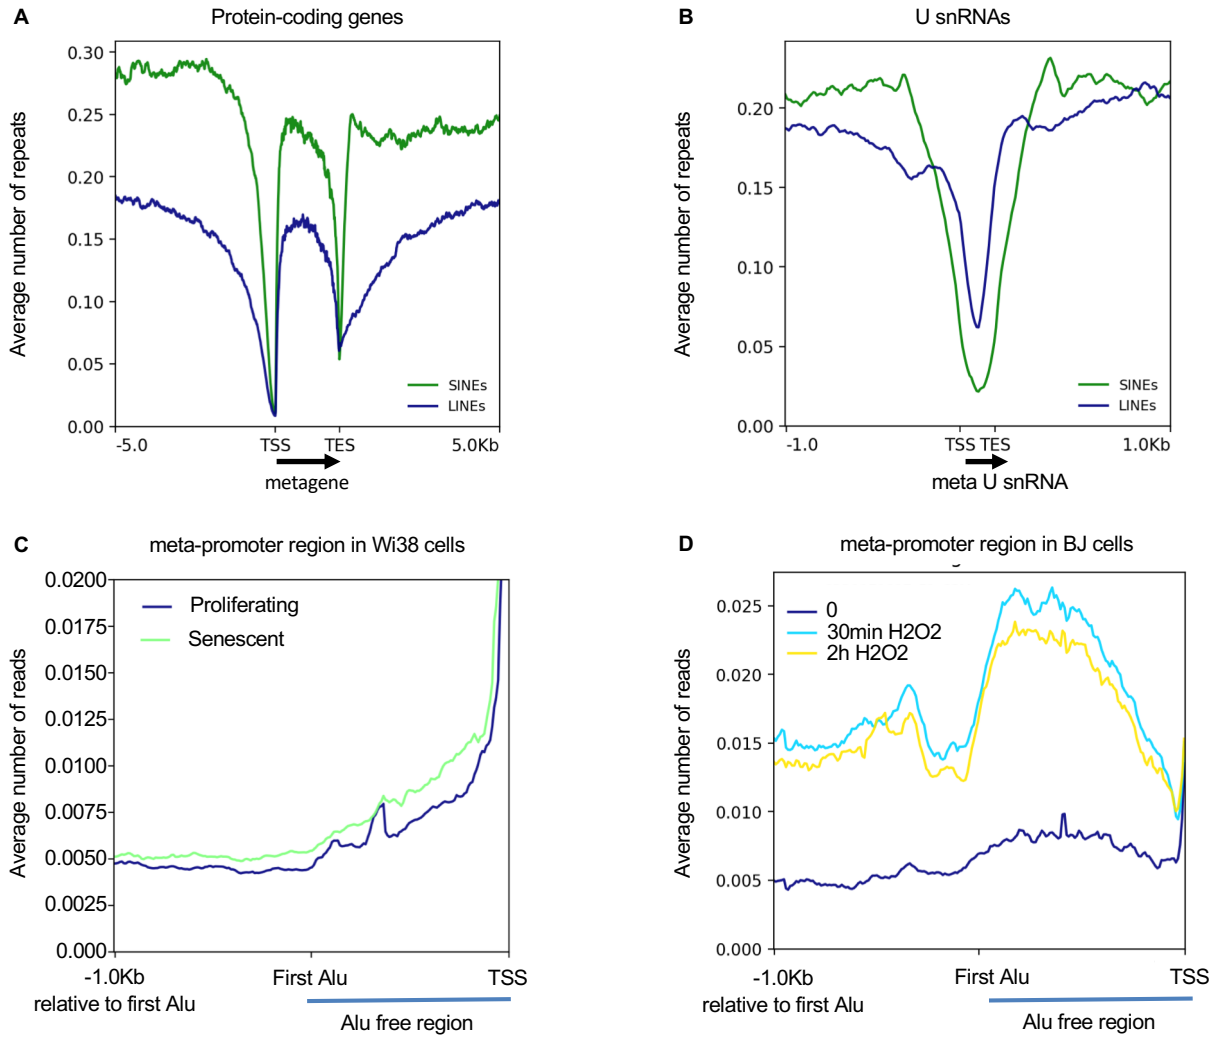 A
Protein-coding genes
Average number of repeats
0.30
0.25
0.20
0.15
0.10
0.05
0.00
SINEs
LINEs
-5.0
TSS
TES
5.0Kb
metagene
B
U snRNAs
Average number of repeats
0.20
0.15
0.10
0.05
0.00
SINEs
LINEs
-1.0
TSS
TES
1.0Kb
meta U snRNA
C
meta-promoter region in Wi38 cells
Average number of reads
0.0200
0.0175
0.0150
0.0125
0.0100
0.0075
0.0050
0.0025
0.000
Proliferating
Senescent
-1.0Kb
relative to first Alu
First Alu
TSS
Alu free region
D
meta-promoter region in BJ cells
Average number of reads
0.025
0.020
0.015
0.010
0.005
0.000
0
30min H2O2
2h H2O2
-1.0Kb
relative to first Alu
First Alu
TSS
Alu free region